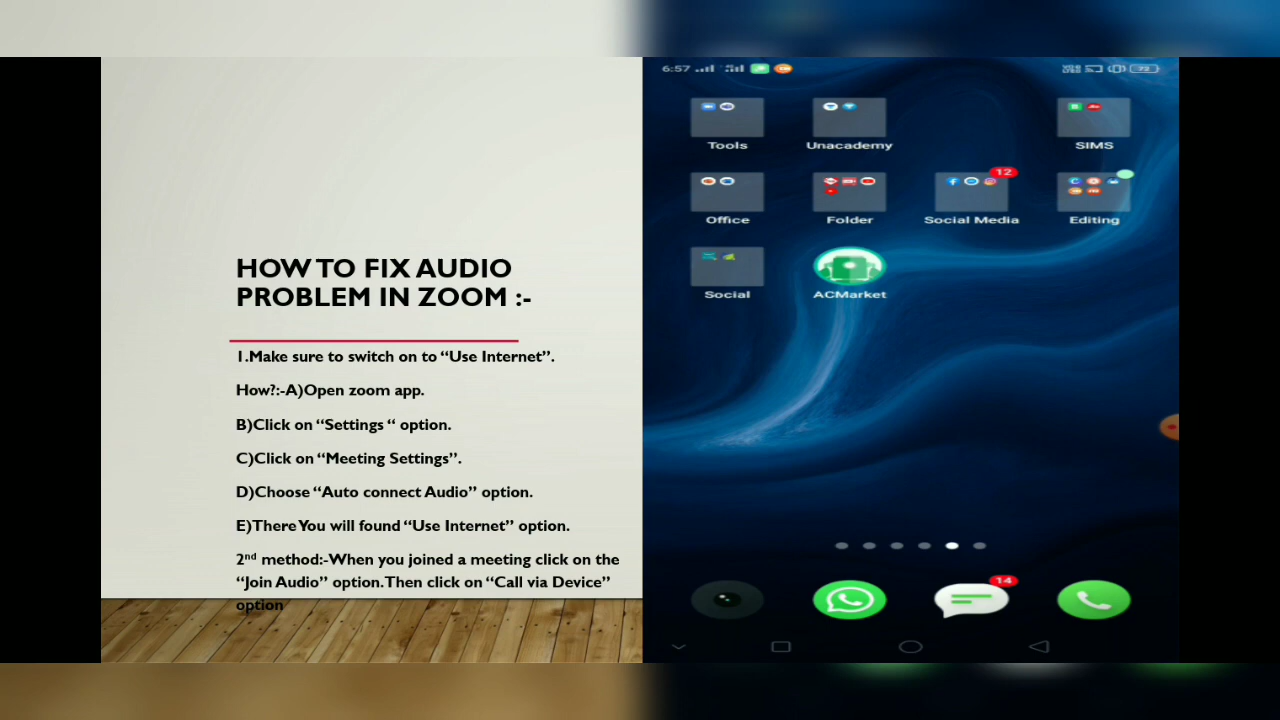 HOW TO FIX AUDIO
PROBLEM IN ZOOM :-
1.Make sure to switch on to “Use Internet”.
How?:-A)Open zoom app.
B)Click on “Settings “ option.
C)Click on “Meeting Settings”.
D)Choose “Auto connect Audio” option.
E)There You will found “Use Internet” option.
2nd method:-When you joined a meeting click on the
“Join Audio” option.Then click on “Call via Device”
option
6:57
72
Tools
Unacademy
SIMS
12
Office
Folder
Social Media
Editing
Social
ACMarket
14